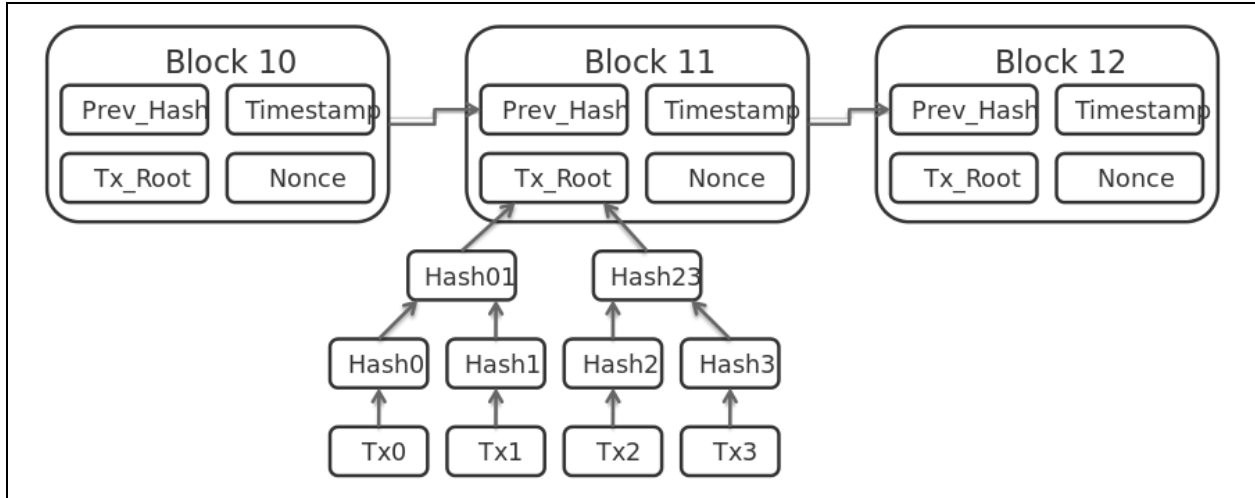 Block 10 Block 11 Block 12
Prev_Hash Timestamp Prev_Hash Timestamp Prev_Hash Timestamp
Tx_Root Nonce Tx_Root Nonce Tx_Root Nonce
Hash01 Hash23
Hash0 Hash1 Hash2 Hash3
Tx0 Tx1 Tx2 Tx3